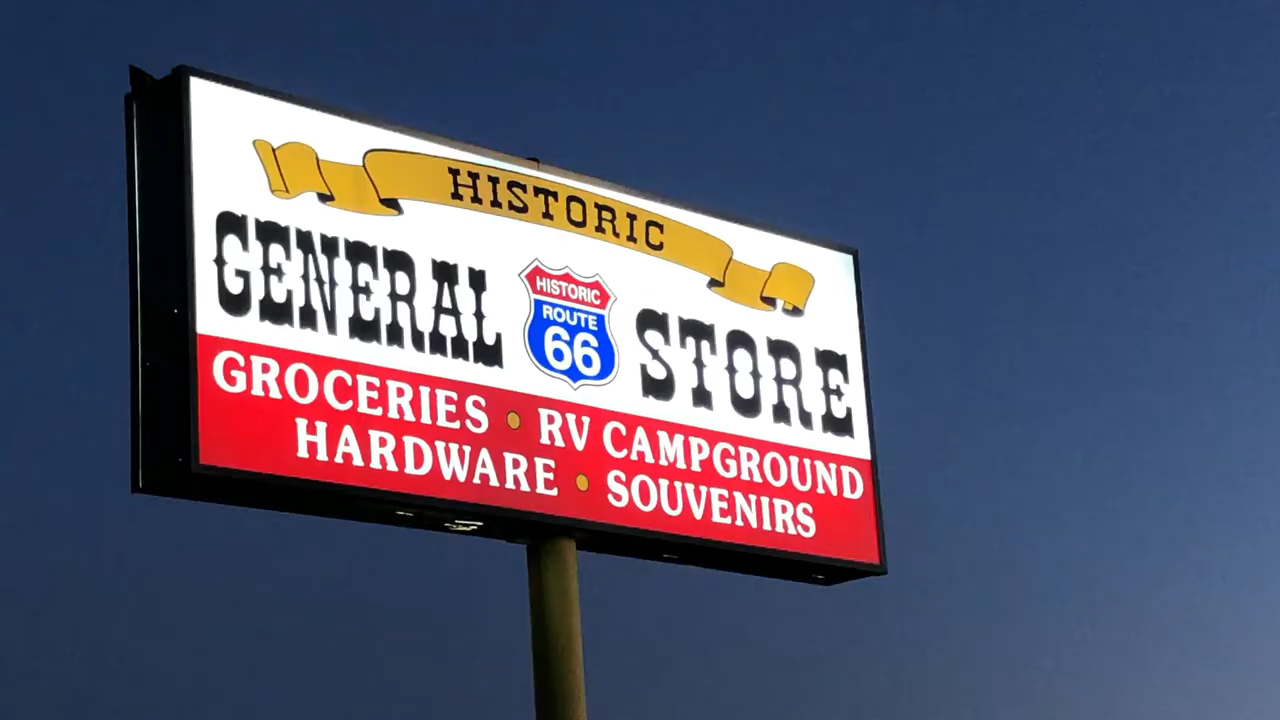 HISTORIC
GENERAL STORE
HISTORIC
ROUTE
66
GROCERIES • RV CAMPGROUND
HARDWARE • SOUVENIRS